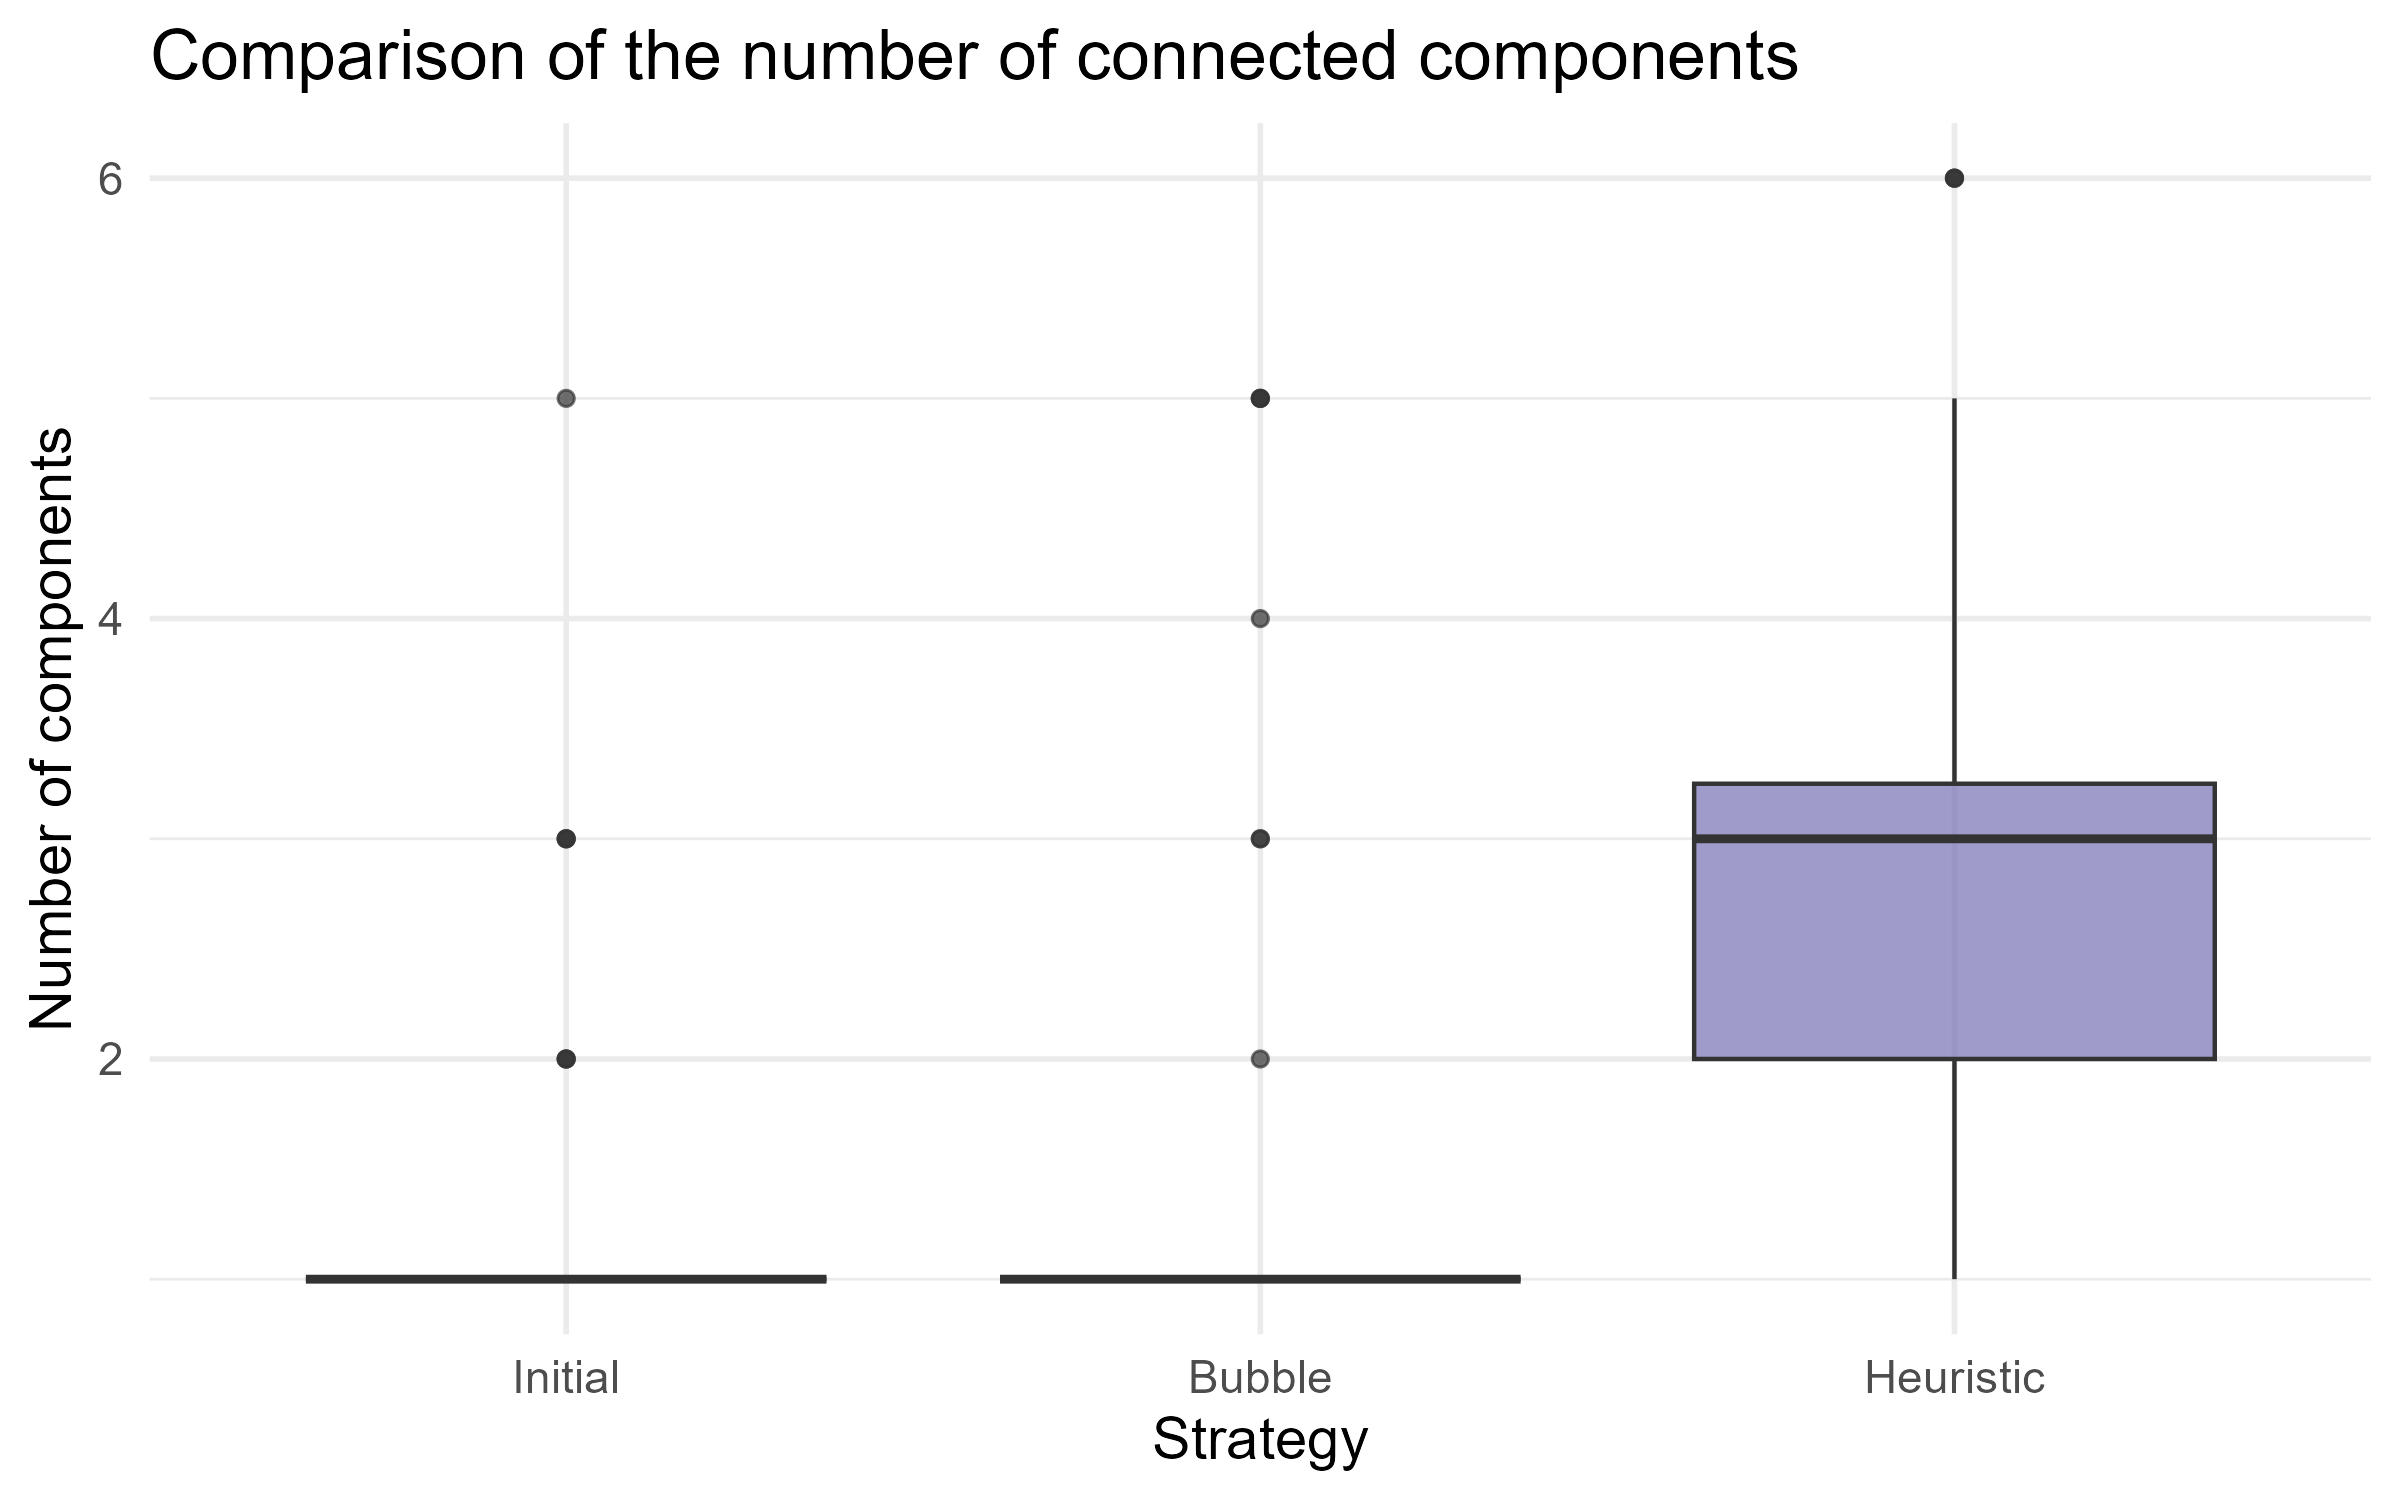 Comparison of the number of connected components
Number of components
6
4
2
Initial
Bubble
Heuristic
Strategy